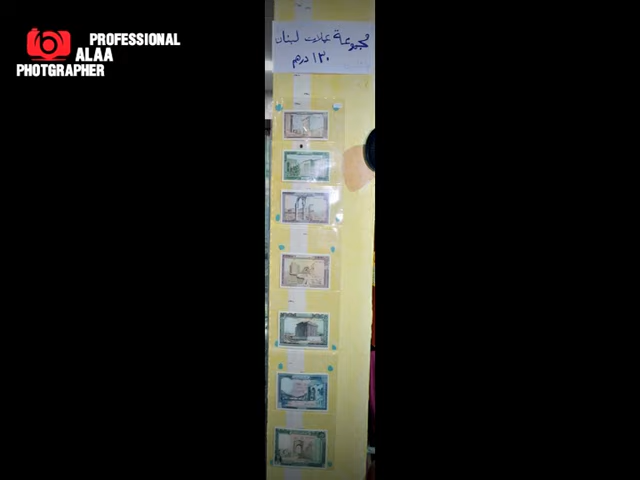 PROFESSIONAL
ALAA
PHOTGRAPHER
مجموعة عملات لبنان
١٣٠ درهم